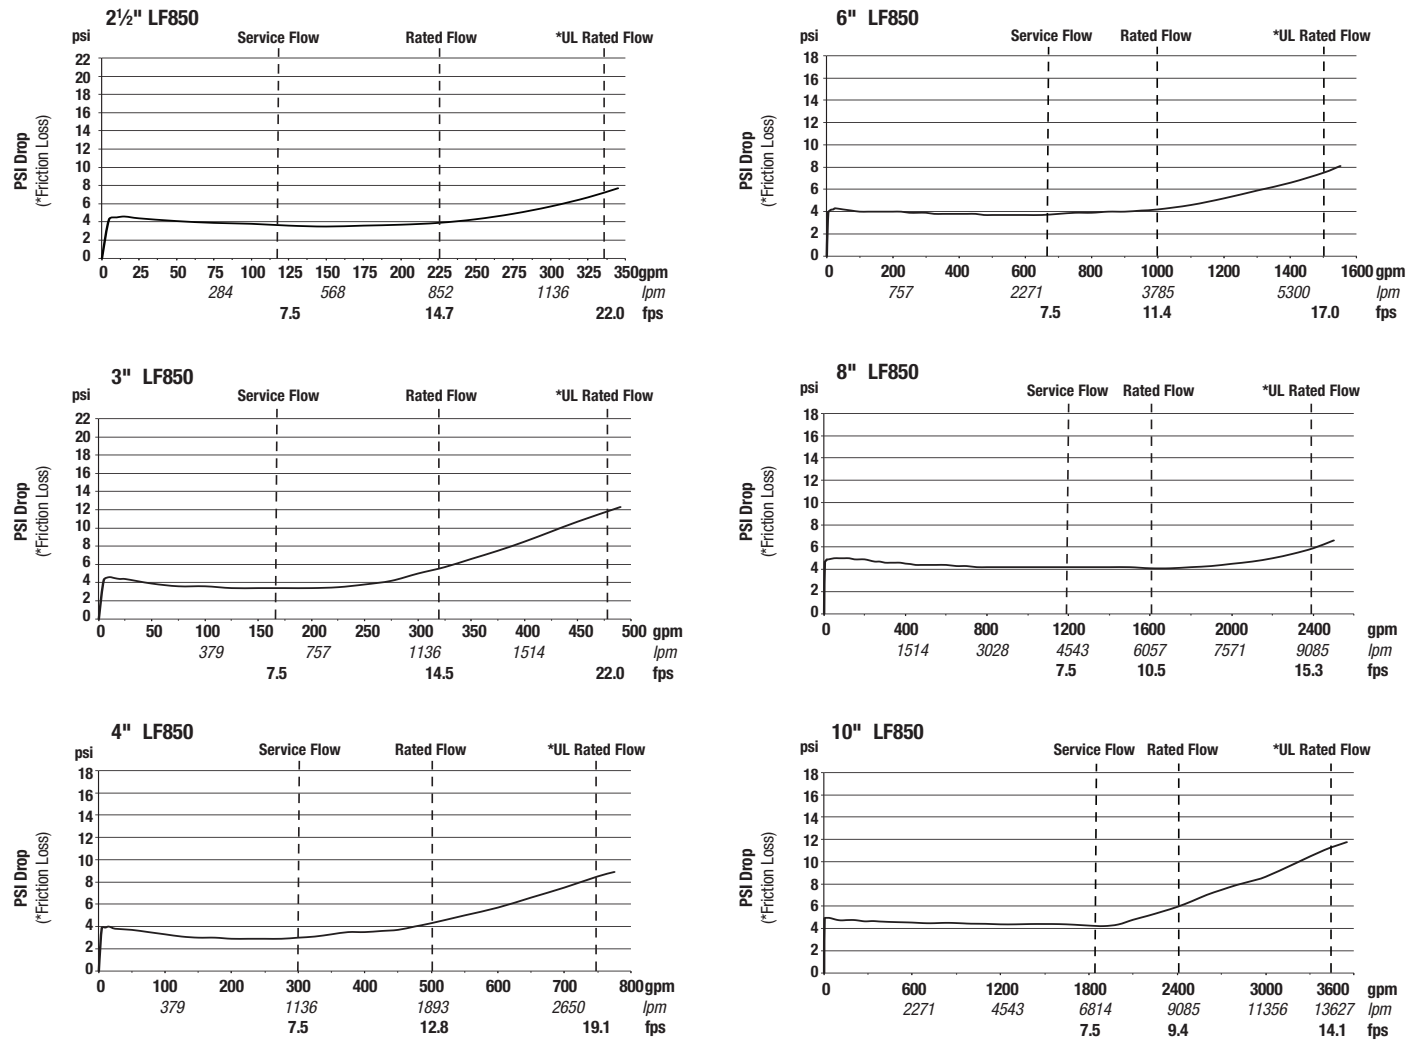 2½" LF850
psi
Service Flow Rated Flow *UL Rated Flow
22
20
18
16
14
12
10
8
6
4
2
0
PSI Drop
(*Friction Loss)
0 25 50 75 100 125 150 175 200 225 250 275 300 325 350 gpm
284 568 852 1136 lpm
7.5 14.7 22.0 fps
6" LF850
psi
Service Flow Rated Flow *UL Rated Flow
18
16
14
12
10
8
6
4
2
0
PSI Drop
(*Friction Loss)
0 200 400 600 800 1000 1200 1400 1600 gpm
757 2271 3785 5300 lpm
7.5 11.4 17.0 fps
3" LF850
psi
Service Flow Rated Flow *UL Rated Flow
22
20
18
16
14
12
10
8
6
4
2
0
PSI Drop
(*Friction Loss)
0 50 100 150 200 250 300 350 400 450 500 gpm
379 757 1136 1514 lpm
7.5 14.5 22.0 fps
8" LF850
psi
Service Flow Rated Flow *UL Rated Flow
18
16
14
12
10
8
6
4
2
0
PSI Drop
(*Friction Loss)
0 400 800 1200 1600 2000 2400 gpm
1514 3028 4543 6057 7571 9085 lpm
7.5 10.5 15.3 fps
4" LF850
psi
Service Flow Rated Flow *UL Rated Flow
18
16
14
12
10
8
6
4
2
0
PSI Drop
(*Friction Loss)
0 100 200 300 400 500 600 700 800 gpm
379 1136 1893 2650 lpm
7.5 12.8 19.1 fps
10" LF850
psi
Service Flow Rated Flow *UL Rated Flow
18
16
14
12
10
8
6
4
2
0
PSI Drop
(*Friction Loss)
0 600 1200 1800 2400 3000 3600 gpm
2271 4543 6814 9085 11356 13627 lpm
7.5 9.4 14.1 fps